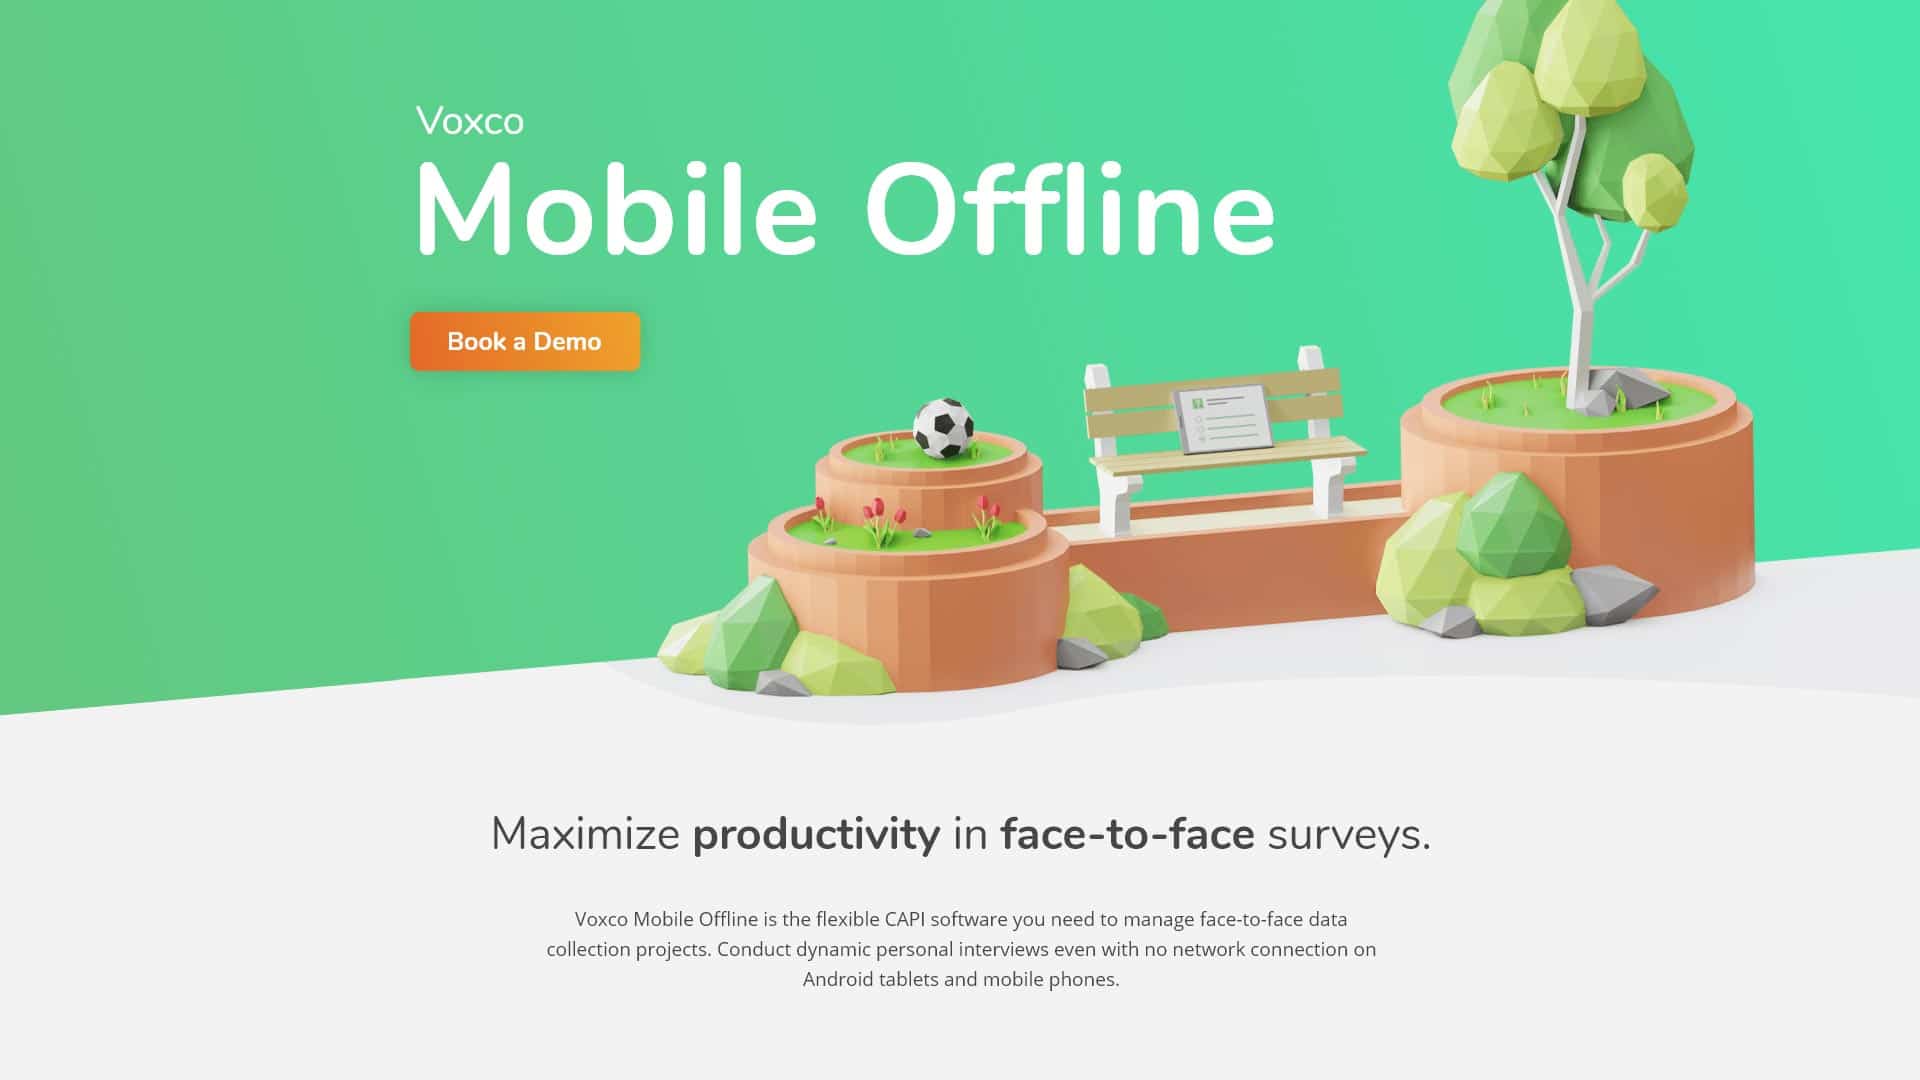 Voxco
Mobile Offline
Book a Demo
Maximize productivity in face-to-face surveys.
Voxco Mobile Offline is the flexible CAPI software you need to manage face-to-face data
collection projects. Conduct dynamic personal interviews even with no network connection on
Android tablets and mobile phones.